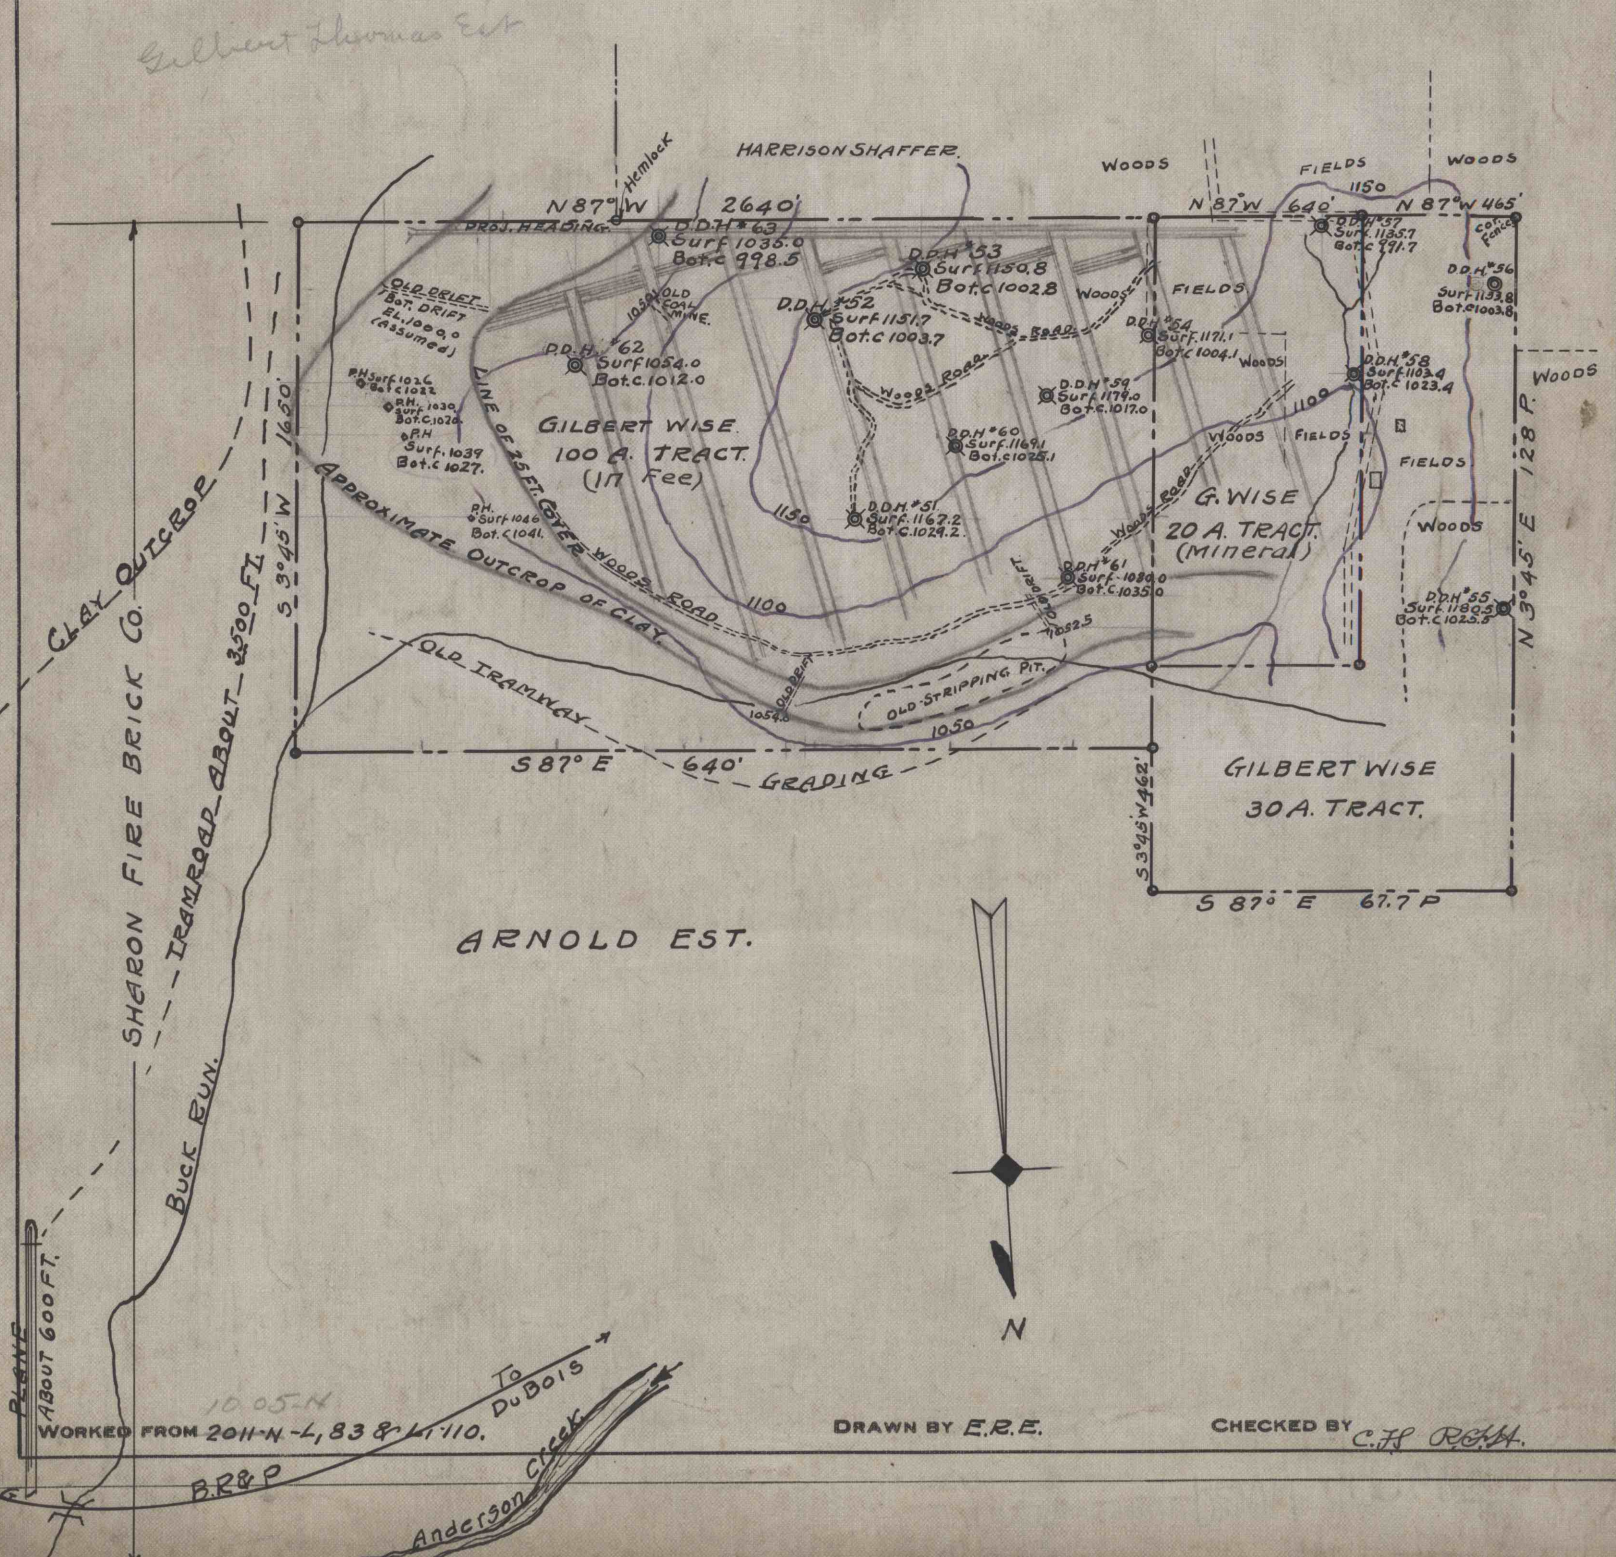 Gilbert Thomas Est
HARRISON SHAFFER.
Hemlock
N 87° W 2640'
PROJ. HEADING.
WOODS
FIELDS
WOODS
1150
N 87° W 640'
N 87° W 465'
D.D.H. #63
Surf 1035.0
Bot.c 998.5
D.D.H. #53
Surf 1150.8
Bot.c 1002.8
D.D.H. #57
Surf. 1135.7
Bot.c 991.7
D.D.H. #56
Surf 1153.8
Bot.c 1003.8
OLD DRIFT
BOT. DRIFT
EL. 1000.0
(Assumed)
1050
OLD
COAL
MINE.
D.D.H. #52
Surf 1151.7
Bot.c 1003.7
WOODS
FIELDS
WOODS ROAD
D.D.H. #54
Surf. 1171.1
Bot.c 1004.1
WOODS
D.D.H. #62
Surf 1054.0
Bot.c. 1012.0
P.H. Surf. 1026
Bot.c 1022
P.H.
Surf. 1030
Bot.c. 1020.
P.H.
Surf. 1039
Bot.c 1027.
P.H.
Surf 1046
Bot.c 1041.
WOODS ROAD
D.D.H. #59
Surf. 1179.0
Bot.c. 1017.0
D.D.H. #58
Surf. 1103.4
Bot.c 1023.4
WOODS
1100
D.D.H. #60
Surf. 1169.1
Bot.c. 1025.1
WOODS
FIELDS
FIELDS
GILBERT WISE.
100 A. TRACT.
(In Fee)
LINE OF 25 FT. COVER
APPROXIMATE OUTCROP OF CLAY.
1150
D.D.H. #51
Surf. 1167.2
Bot.c. 1029.2.
WOODS ROAD
G. WISE
20 A. TRACT.
(Mineral)
WOODS
WOODS ROAD
1100
D.D.H. #61
Surf. 1080.0
Bot.c. 1035.0
OLD DRIFT
1052.5
D.D.H. #55
Surf. 1180.5
Bot.c. 1025.5
N 3° 45' E 128 P.
S 3° 45' W 1650'
OLD TRAMWAY
GRADING
OLD DRIFT
1054.0
OLD STRIPPING PIT.
1050
S 87° E 640'
S 3° 45' W 462'
GILBERT WISE
30 A. TRACT.
S 87° E 67.7 P
CLAY OUTCROP
SHARON FIRE BRICK CO.
TRAMROAD ABOUT 3500 FT.
BUCK RUN.
ARNOLD EST.
N
PLANE
ABOUT 600 FT.
TO
DUBOIS
10 05-N
WORKED FROM 2011-N-L, 83 & L-110.
DRAWN BY E.R.E.
CHECKED BY
B.R.& P
Anderson Creek